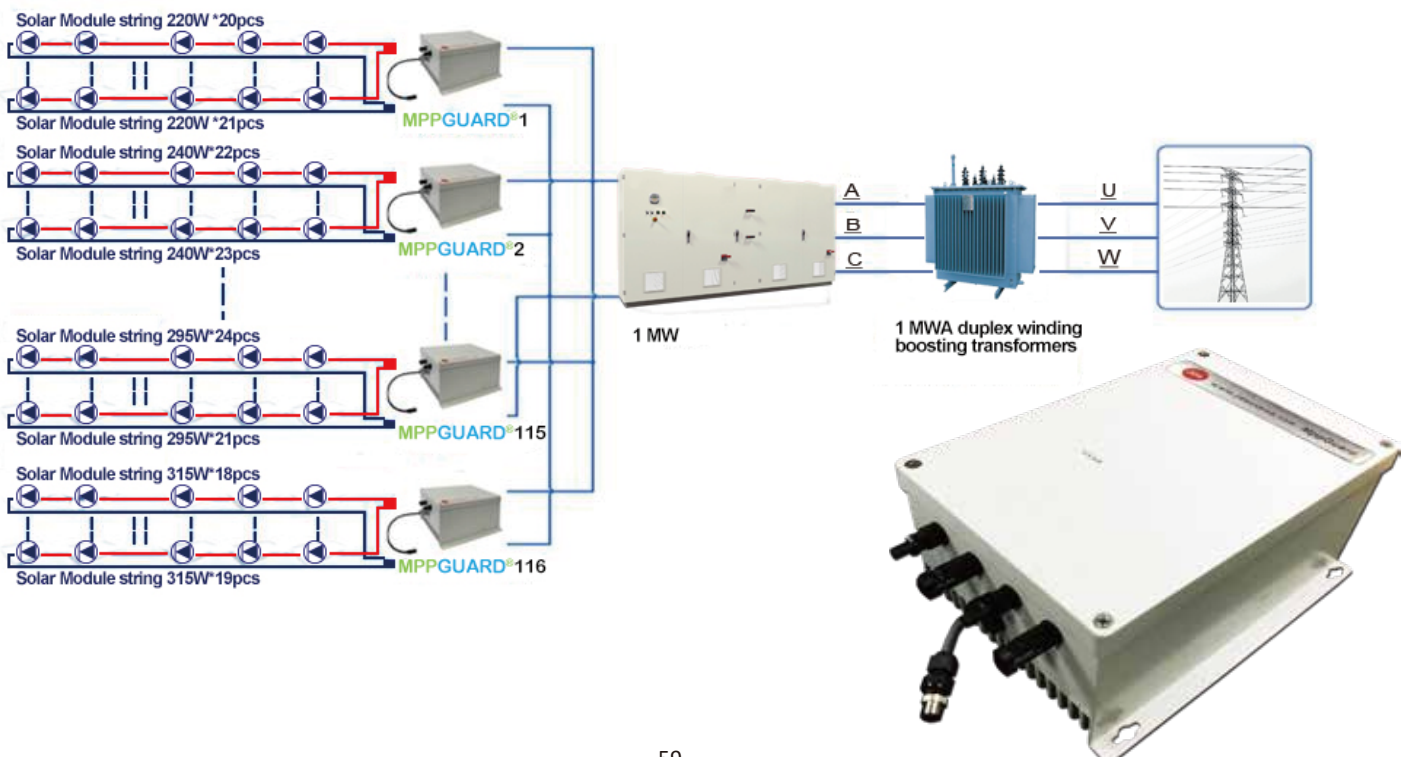 Solar Module string 220W *20pcs
MPPGUARD®1
Solar Module string 220W *21pcs
Solar Module string 240W*22pcs
MPPGUARD®2
Solar Module string 240W*23pcs
Solar Module string 295W*24pcs
MPPGUARD®115
Solar Module string 295W*21pcs
Solar Module string 315W*18pcs
MPPGUARD®116
Solar Module string 315W*19pcs
1 MW
A
B
C
1 MWA duplex winding
boosting transformers
U
V
W
50